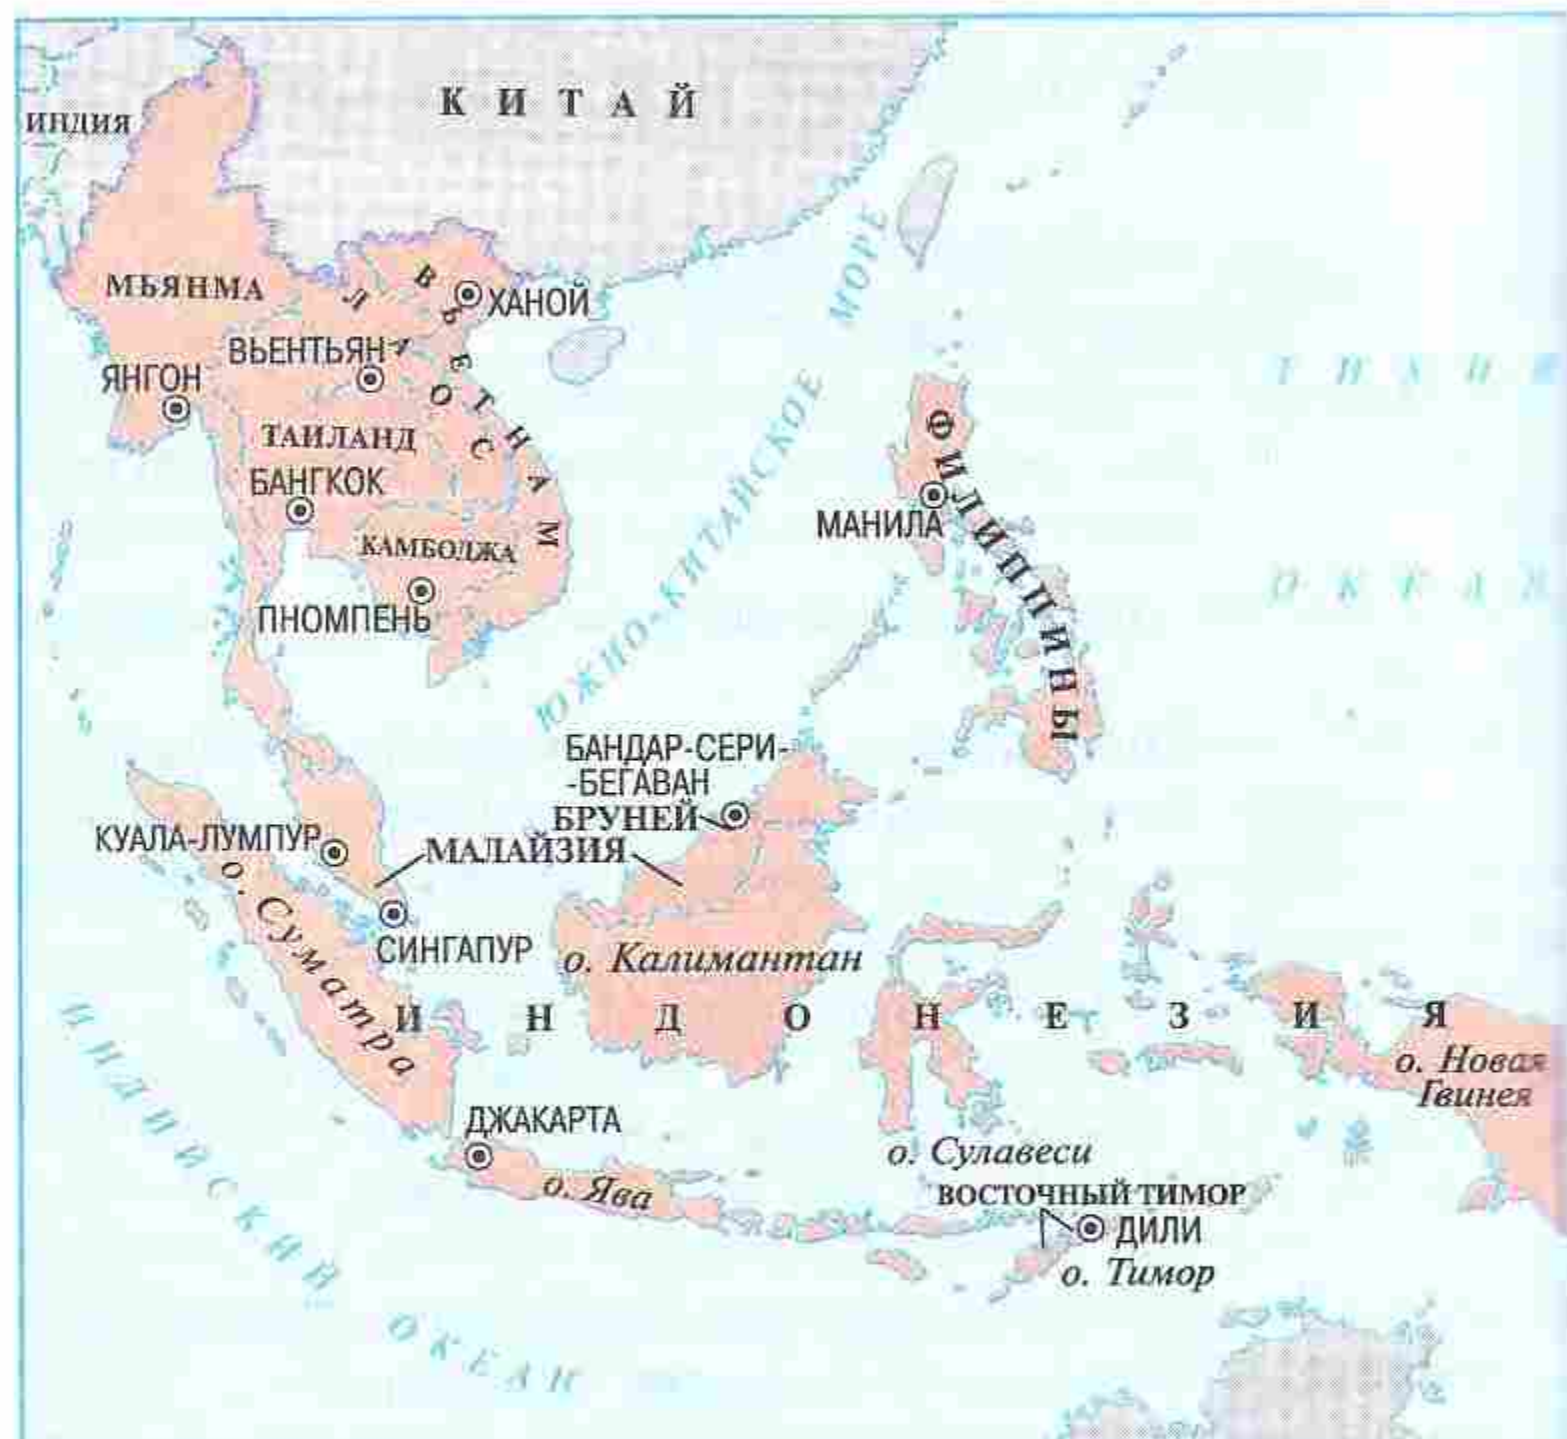 КИТАЙ
ИНДИЯ
МЬЯНМА
ЛАОС
ВЬЕТНАМ
ХАНОЙ
ВЬЕНТЬЯН
ЯНГОН
ТАИЛАНД
БАНГКОК
КАМБОДЖА
ПНОМПЕНЬ
ЮЖНО-КИТАЙСКОЕ МОРЕ
ФИЛИППИНЫ
МАНИЛА
ТИХИЙ
ОКЕАН
БАНДАР-СЕРИ-
-БЕГАВАН
БРУНЕЙ
МАЛАЙЗИЯ
КУАЛА-ЛУМПУР
СИНГАПУР
о. Суматра
о. Калимантан
ИНДОНЕЗИЯ
о. Новая
Гвинея
ДЖАКАРТА
о. Ява
о. Сулавеси
ВОСТОЧНЫЙ ТИМОР
ДИЛИ
о. Тимор
ИНДИЙСКИЙ
ОКЕАН